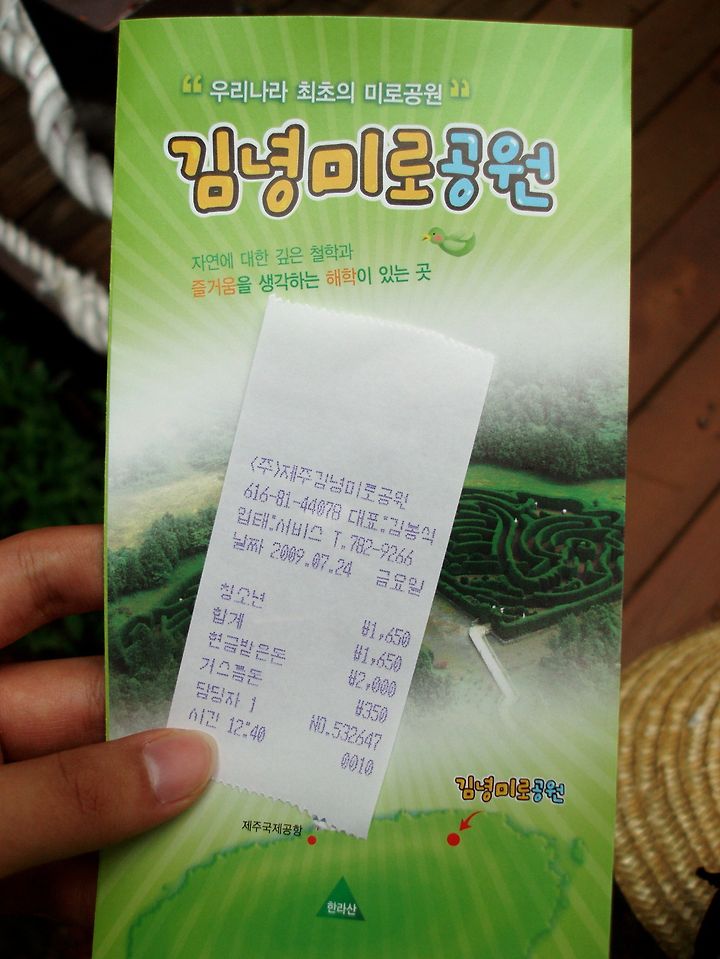 “ 우리나라 최초의 미로공원 ”
김녕미로공원
자연에 대한 깊은 철학과
즐거움을 생각하는 해학이 있는 곳
(주)제주김녕미로공원
616-81-44078 대표:김봉식
업태:서비스 T.782-9266
날짜 2009.07.24 금요일
청소년 ₩1,650
합계 ₩1,650
현금받은돈 ₩2,000
거스름돈 ₩350
담당자 1 NO.532647
시간 12:40 0010
김녕미로공원
제주국제공항
한라산